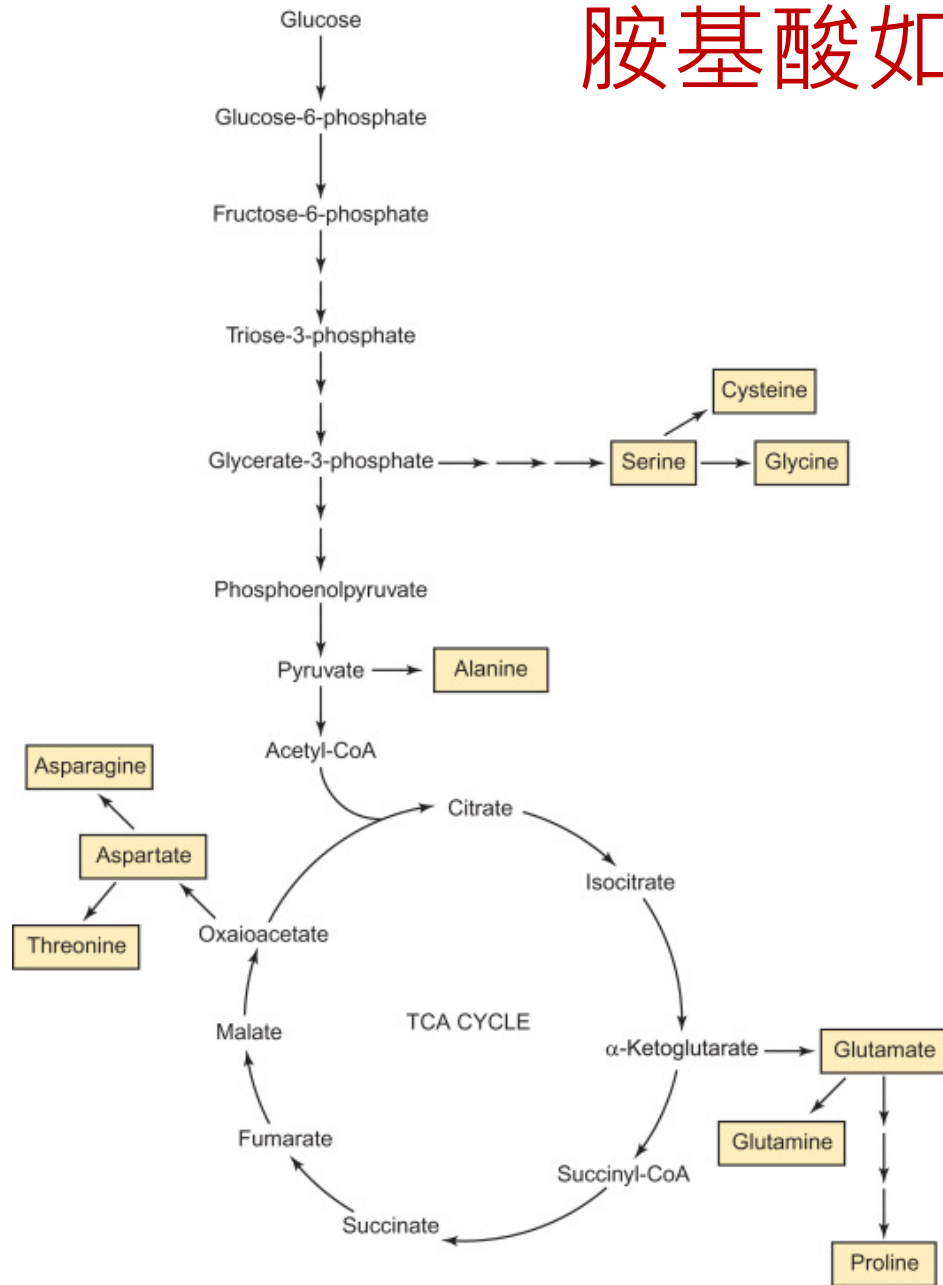 胺基酸如
Glucose
Glucose-6-phosphate
Fructose-6-phosphate
Triose-3-phosphate
Glycerate-3-phosphate
Serine
Cysteine
Glycine
Phosphoenolpyruvate
Pyruvate
Alanine
Acetyl-CoA
Citrate
Isocitrate
α-Ketoglutarate
Glutamate
Glutamine
Proline
Succinyl-CoA
Succinate
Fumarate
Malate
Oxaioacetate
Aspartate
Asparagine
Threonine
TCA CYCLE